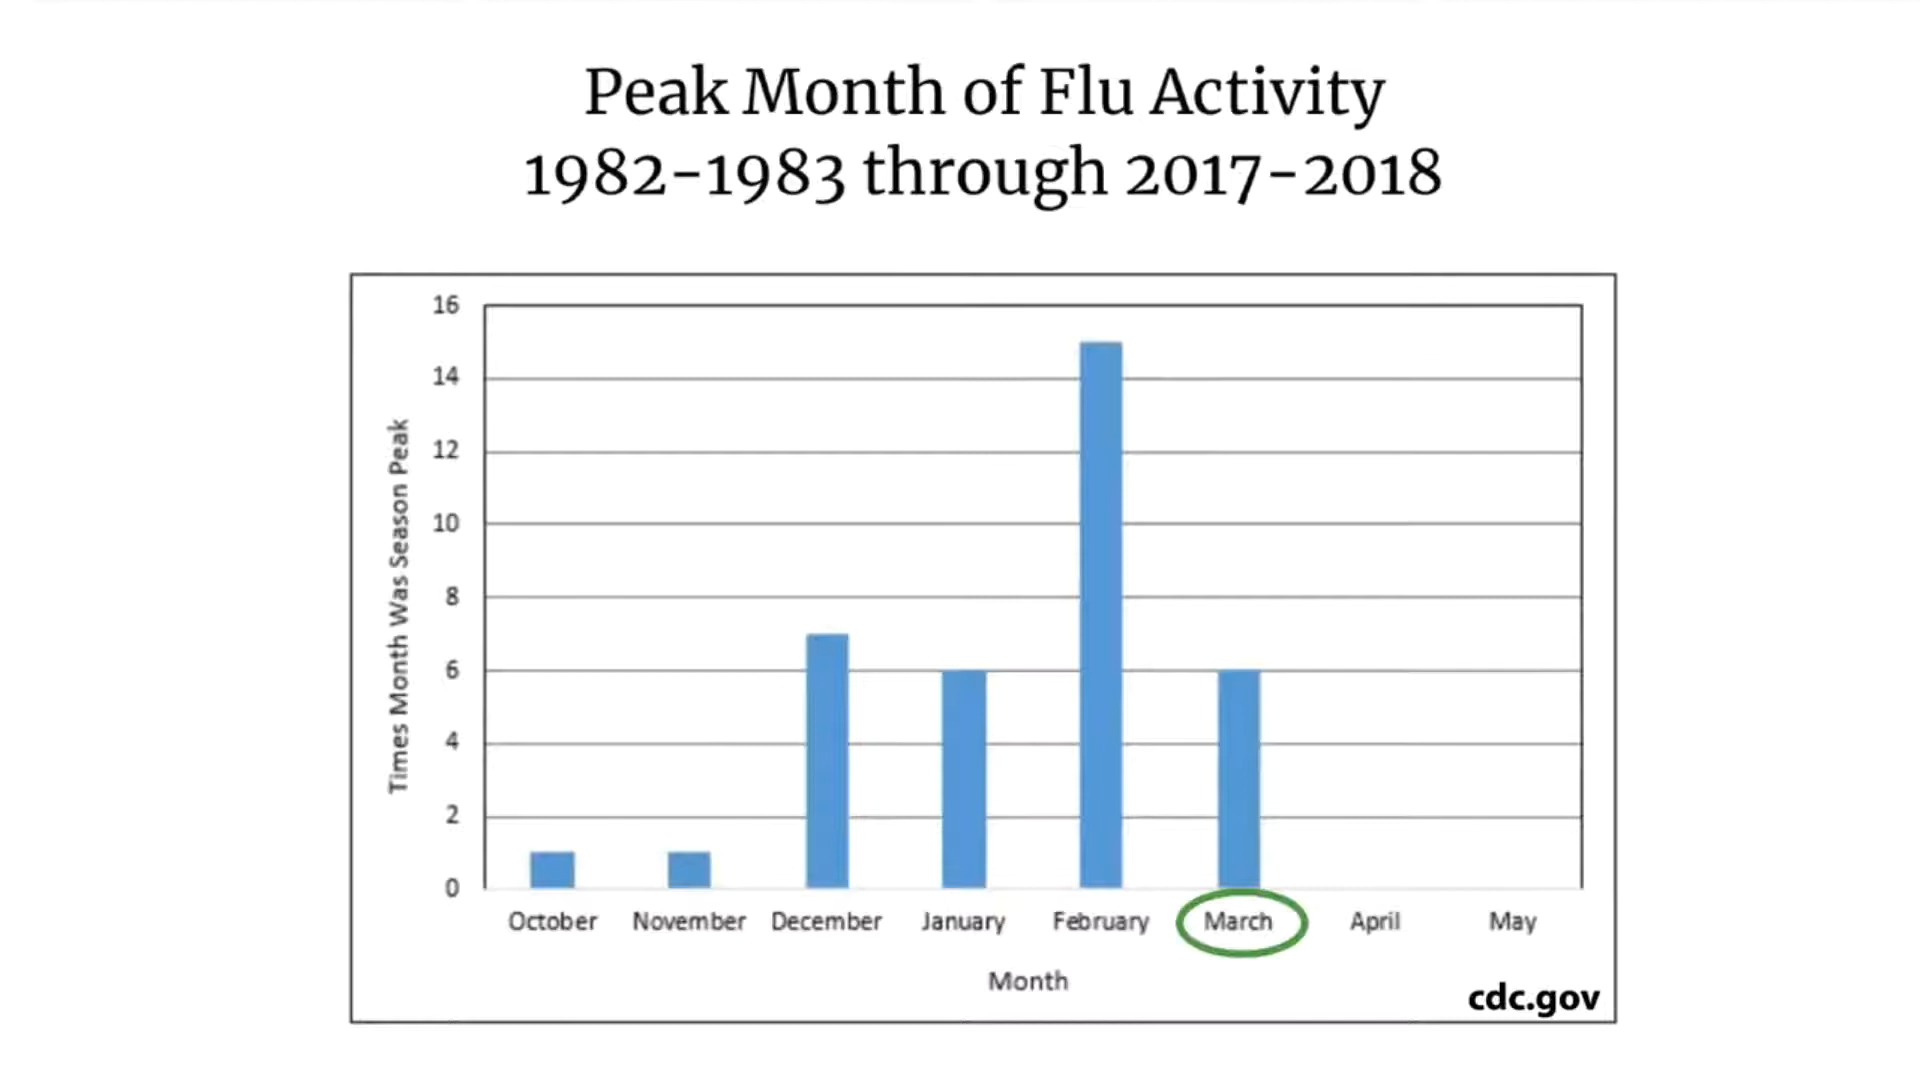 Peak Month of Flu Activity
1982-1983 through 2017-2018
Times Month Was Season Peak
16
14
12
10
8
6
4
2
0
October November December January February March April May
Month
cdc.gov